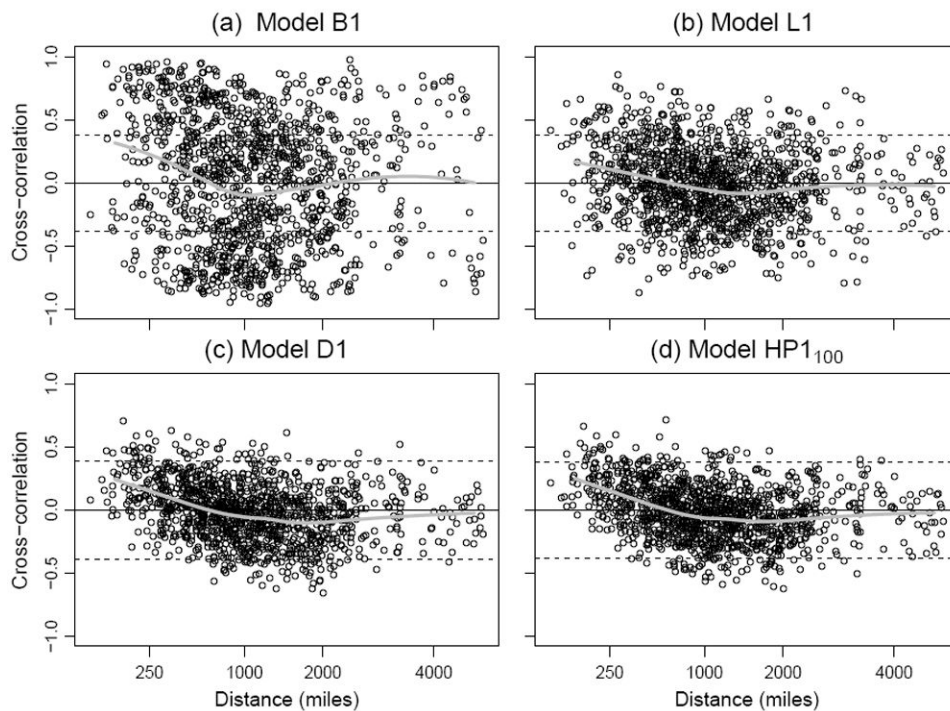 (a) Model B1
(b) Model L1
Cross-correlation
1.0
0.5
0.0
−0.5
−1.0
(c) Model D1
(d) Model HP1₁₀₀
Cross-correlation
1.0
0.5
0.0
−0.5
−1.0
250 1000 2000 4000
250 1000 2000 4000
Distance (miles)
Distance (miles)